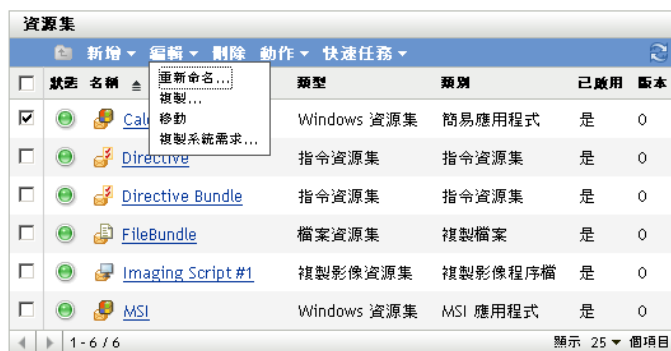 資源集
新增 編輯 刪除 動作 快速任務
重新命名...
複製...
移動
複製系統需求...
狀態 名稱 類型 類別 已啟用 版本
Windows 資源集 簡易應用程式 是 0
Directive 指令資源集 指令資源集 是 0
Directive Bundle 指令資源集 指令資源集 是 0
FileBundle 檔案資源集 複製檔案 是 0
Imaging Script #1 複製影像資源集 複製影像程序檔 是 0
MSI Windows 資源集 MSI 應用程式 是 0
1 - 6 / 6 顯示 25 個項目